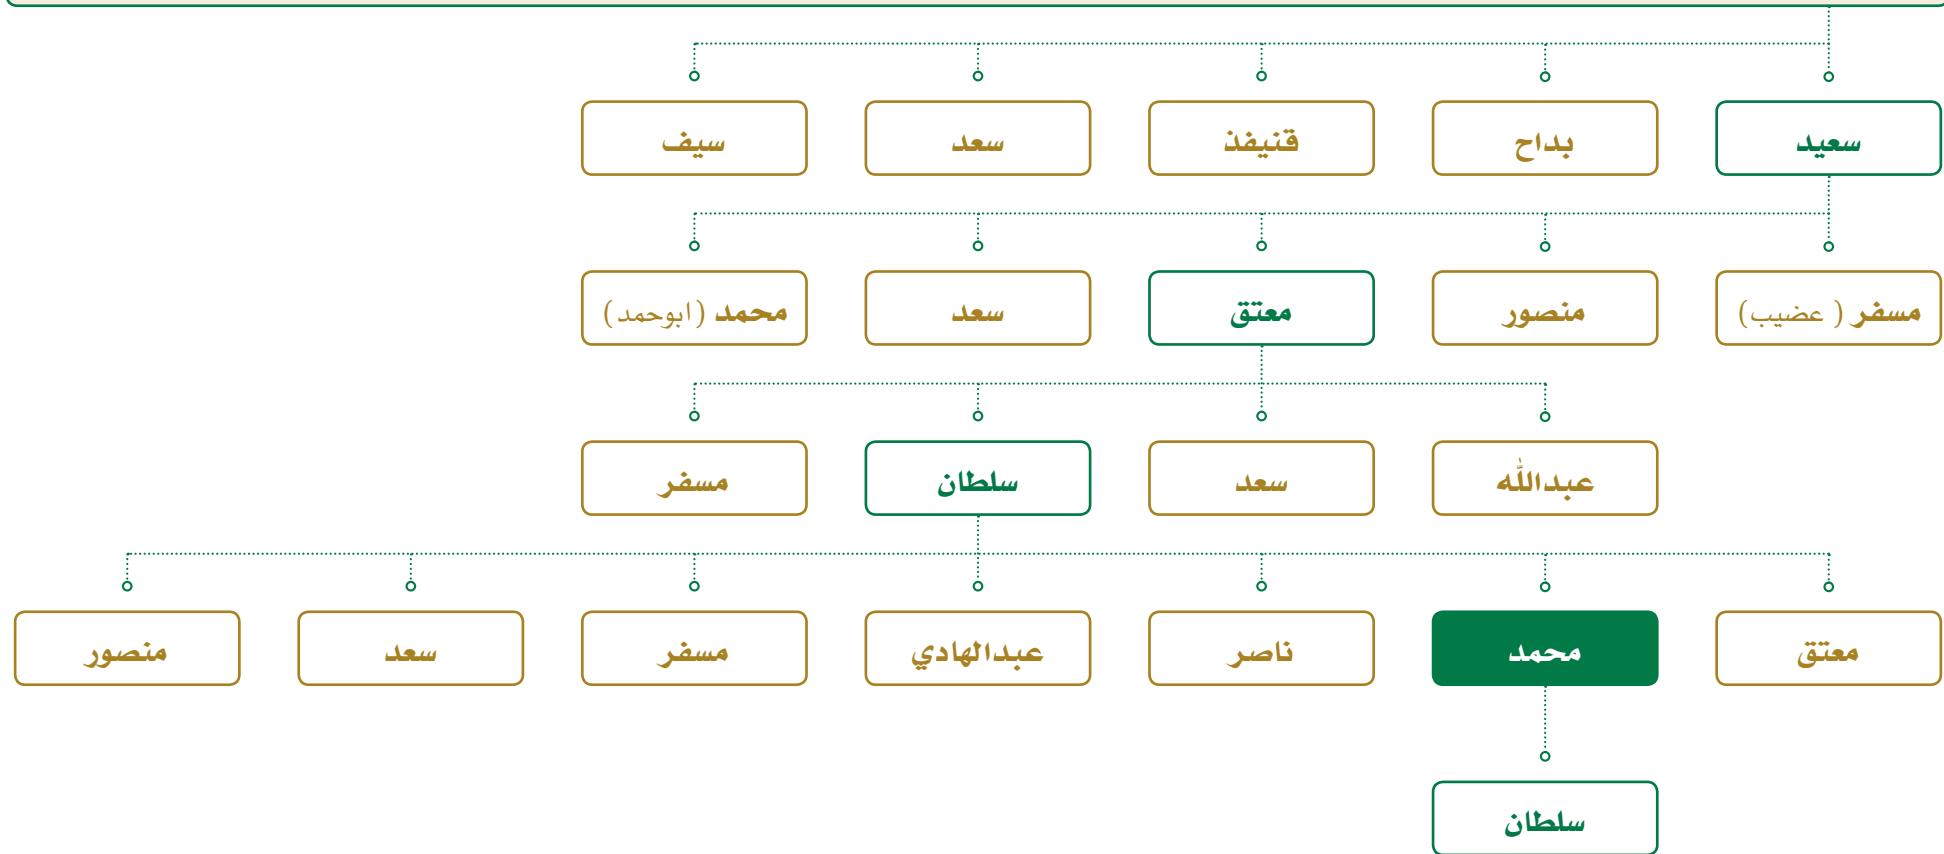 سعيد
بداح
قنيفذ
سعد
سيف
مسفر ( عضيب)
منصور
معتق
سعد
محمد (ابوحمد)
عبدالله
سعد
سلطان
مسفر
معتق
محمد
ناصر
عبدالهادي
مسفر
سعد
منصور
سلطان